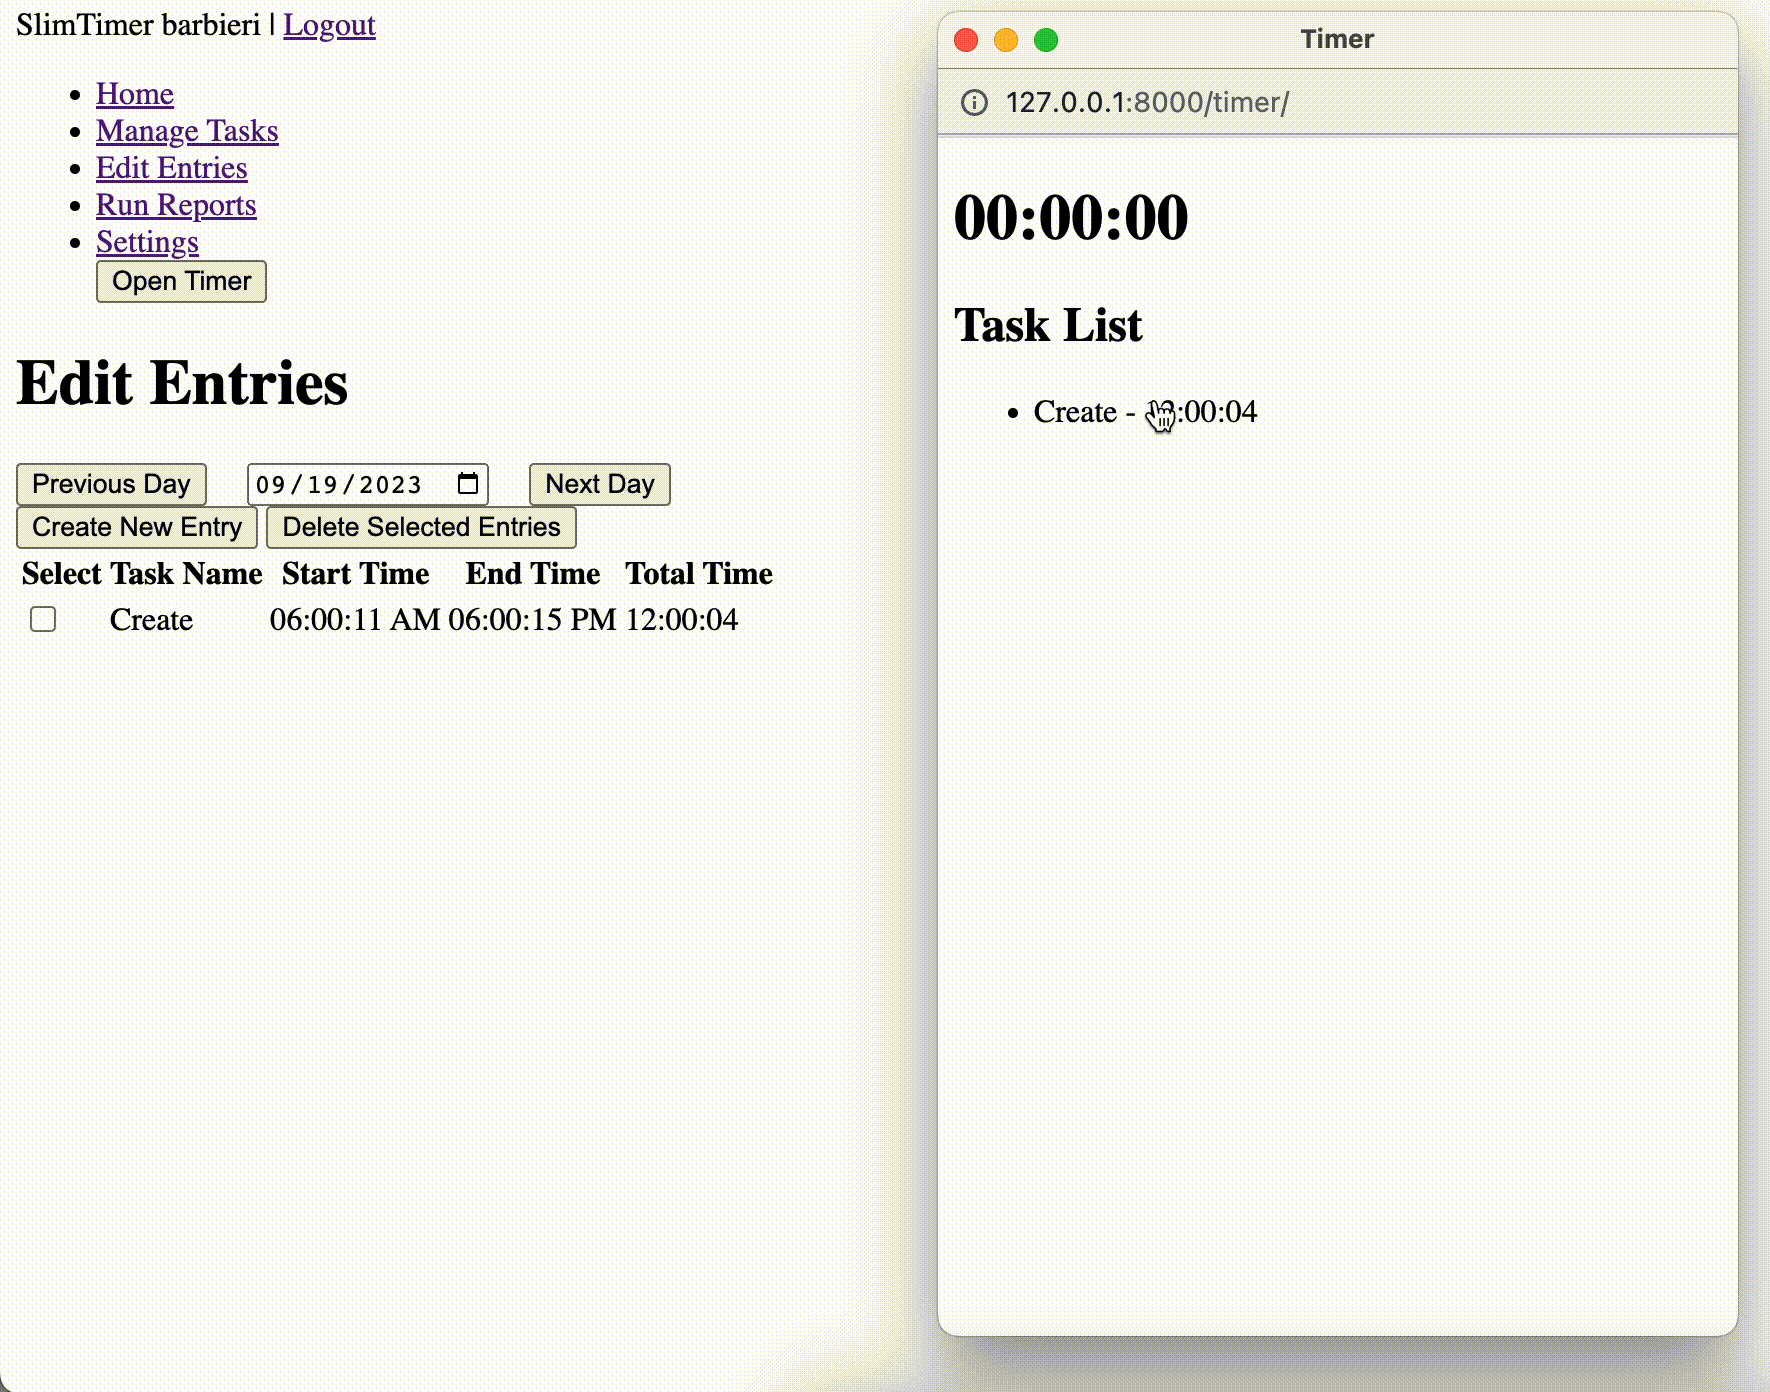 SlimTimer barbieri | Logout
Home
Manage Tasks
Edit Entries
Run Reports
Settings
Open Timer
Edit Entries
Previous Day 09/19/2023 Next Day
Create New Entry Delete Selected Entries
Select Task Name Start Time End Time Total Time
Create 06:00:11 AM 06:00:15 PM 12:00:04
Timer
127.0.0.1:8000/timer/
00:00:00
Task List
Create - :00:04